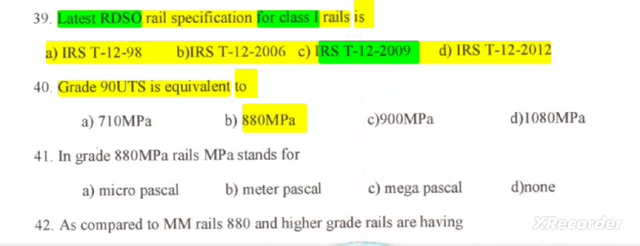 39. Latest RDSO rail specification for class I rails is
a) IRS T-12-98 b)IRS T-12-2006 c) IRS T-12-2009 d) IRS T-12-2012
40. Grade 90UTS is equivalent to
a) 710MPa b) 880MPa c)900MPa d)1080MPa
41. In grade 880MPa rails MPa stands for
a) micro pascal b) meter pascal c) mega pascal d)none
42. As compared to MM rails 880 and higher grade rails are having
XRecorder